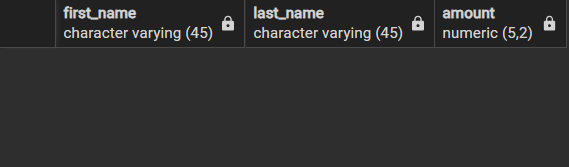 first_name last_name amount
character varying (45) character varying (45) numeric (5,2)